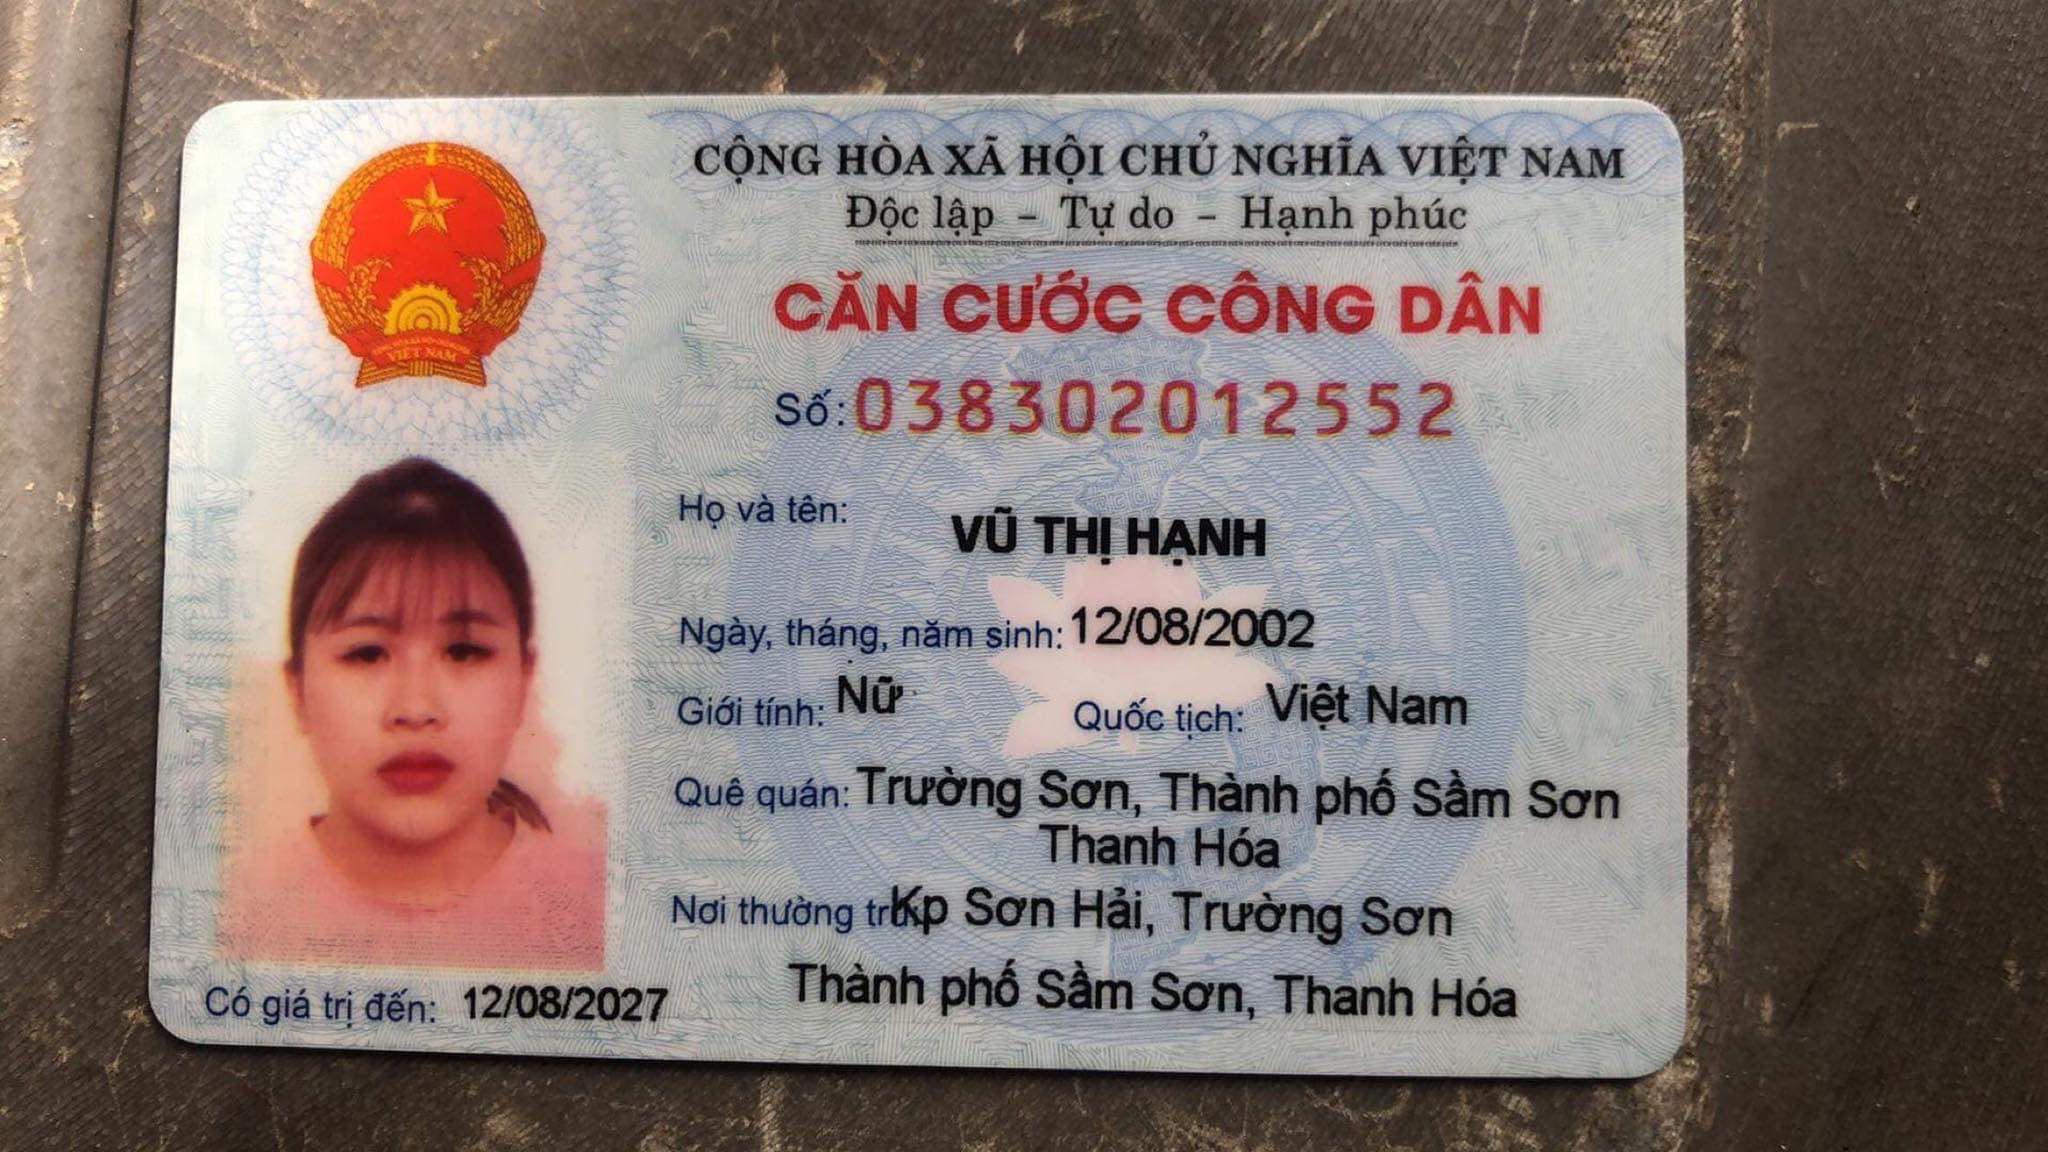 CỘNG HÒA XÃ HỘI CHỦ NGHĨA VIỆT NAM
Độc lập – Tự do – Hạnh phúc
CĂN CƯỚC CÔNG DÂN
Số: 038302012552
Họ và tên: VŨ THỊ HẠNH
Ngày, tháng, năm sinh: 12/08/2002
Giới tính: Nữ Quốc tịch: Việt Nam
Quê quán: Trường Sơn, Thành phố Sầm Sơn
Thanh Hóa
Nơi thường trú: Kp Sơn Hải, Trường Sơn
Thành phố Sầm Sơn, Thanh Hóa
Có giá trị đến: 12/08/2027
VIỆT NAM